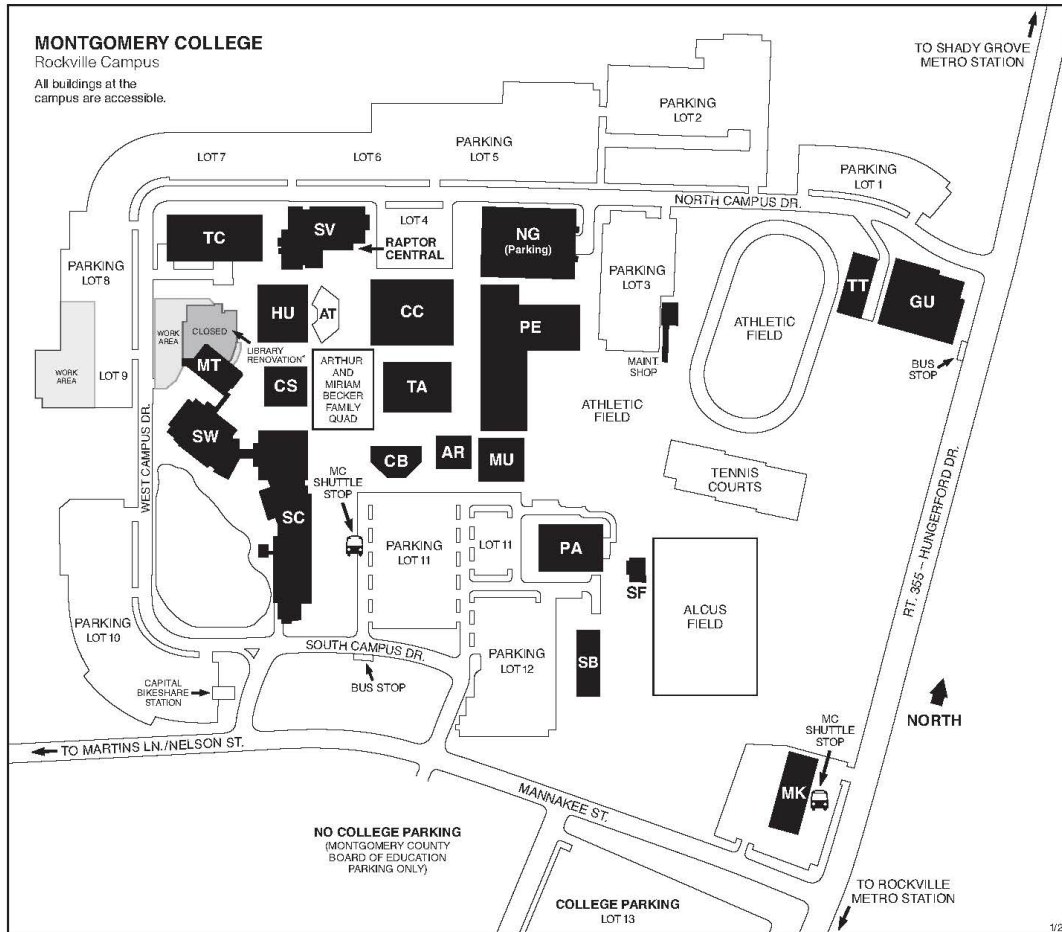 MONTGOMERY COLLEGE
Rockville Campus
All buildings at the
campus are accessible.
TO SHADY GROVE
METRO STATION
PARKING
LOT 2
PARKING
LOT 5
LOT 6
LOT 7
PARKING
LOT 1
NORTH CAMPUS DR.
LOT 4
TC
SV
RAPTOR
CENTRAL
NG
(Parking)
PARKING
LOT 3
TT
GU
PARKING
LOT 8
WORK
AREA
CLOSED
LIBRARY
RENOVATION*
HU
AT
CC
PE
ATHLETIC
FIELD
MAINT
SHOP
BUS
STOP
WORK
AREA
LOT 9
MT
CS
ARTHUR
AND
MIRIAM
BECKER
FAMILY
QUAD
TA
ATHLETIC
FIELD
SW
CB
AR
MU
TENNIS
COURTS
WEST CAMPUS DR.
MC
SHUTTLE
STOP
SC
PARKING
LOT 11
LOT 11
PA
SF
ALCUS
FIELD
RT. 355 – HUNGERFORD DR.
PARKING
LOT 10
SOUTH CAMPUS DR.
PARKING
LOT 12
SB
CAPITAL
BIKESHARE
STATION
BUS STOP
NORTH
TO MARTINS LN./NELSON ST.
MC
SHUTTLE
STOP
MK
MANNAKEE ST.
NO COLLEGE PARKING
(MONTGOMERY COUNTY
BOARD OF EDUCATION
PARKING ONLY)
COLLEGE PARKING
LOT 13
TO ROCKVILLE
METRO STATION